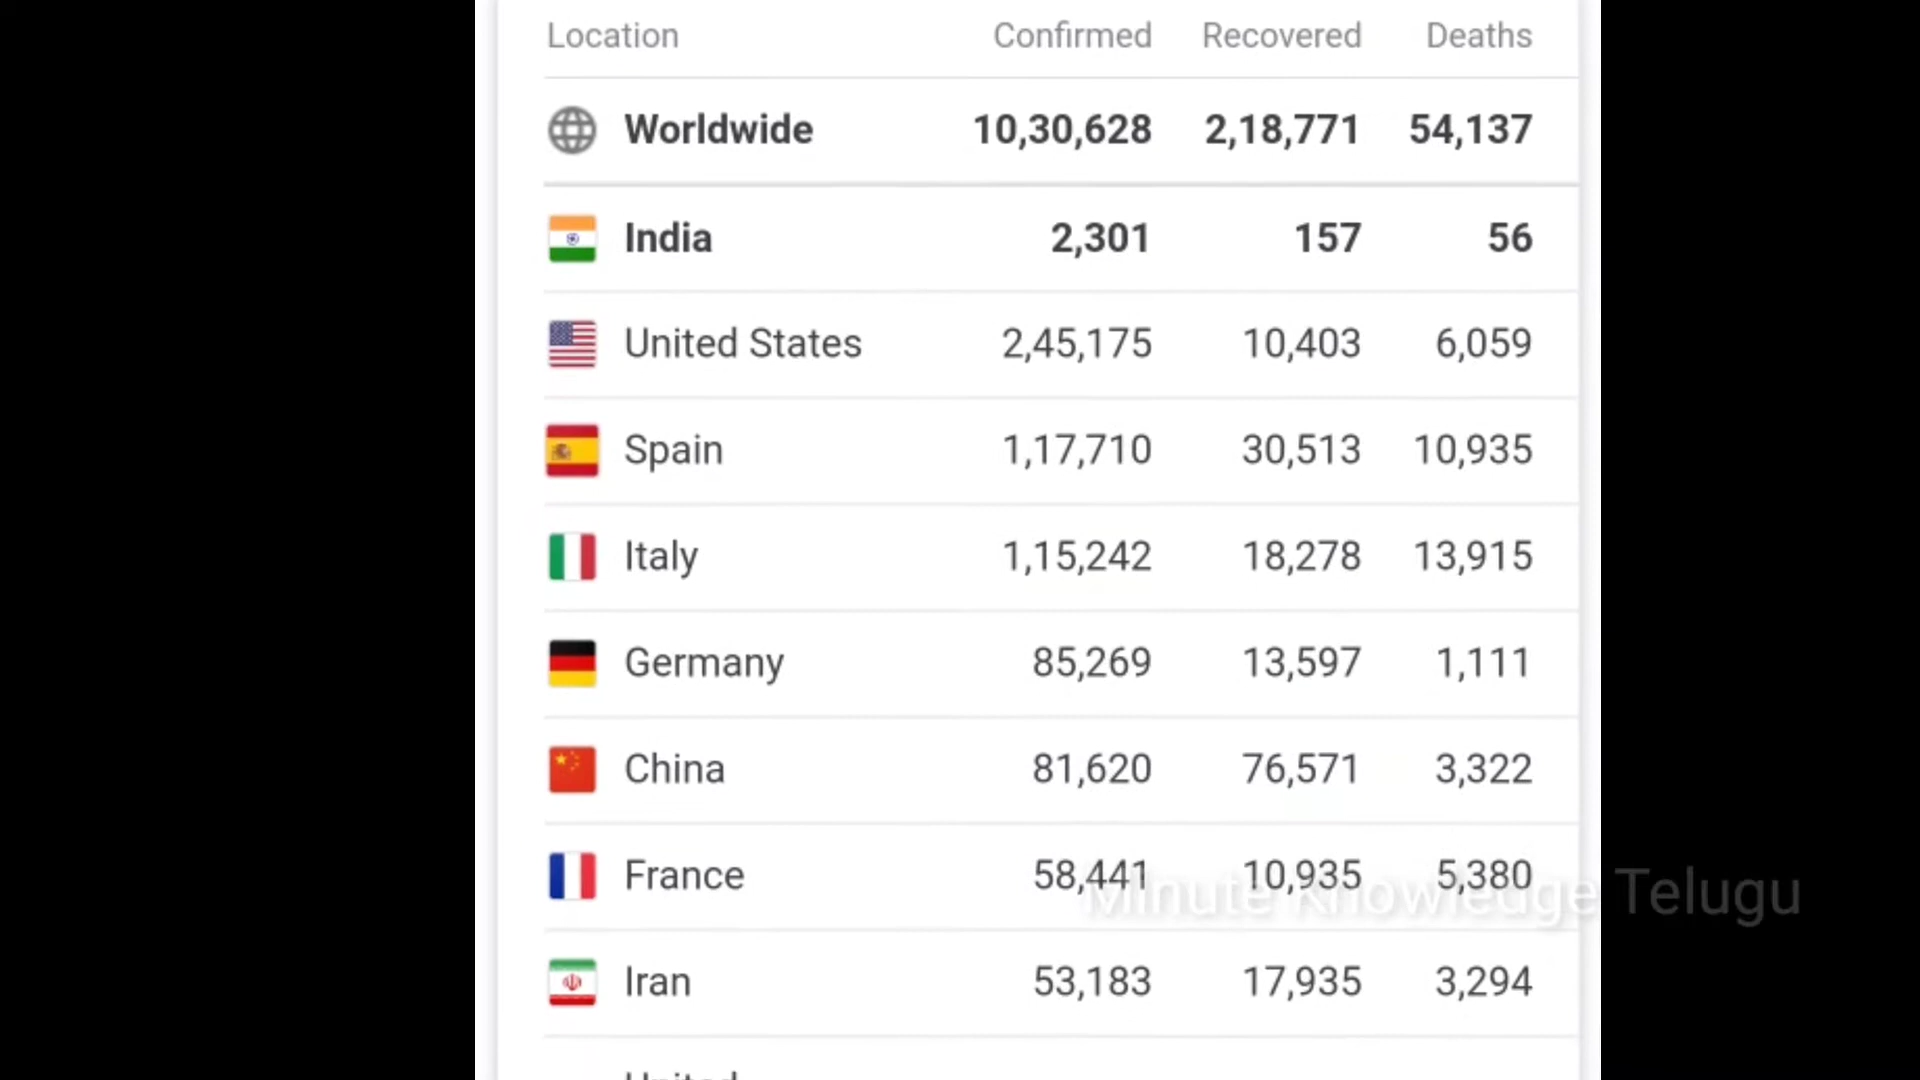 Location Confirmed Recovered Deaths
Worldwide 10,30,628 2,18,771 54,137
India 2,301 157 56
United States 2,45,175 10,403 6,059
Spain 1,17,710 30,513 10,935
Italy 1,15,242 18,278 13,915
Germany 85,269 13,597 1,111
China 81,620 76,571 3,322
France 58,441 10,935 5,380
Minute Knowledge Telugu
Iran 53,183 17,935 3,294
United